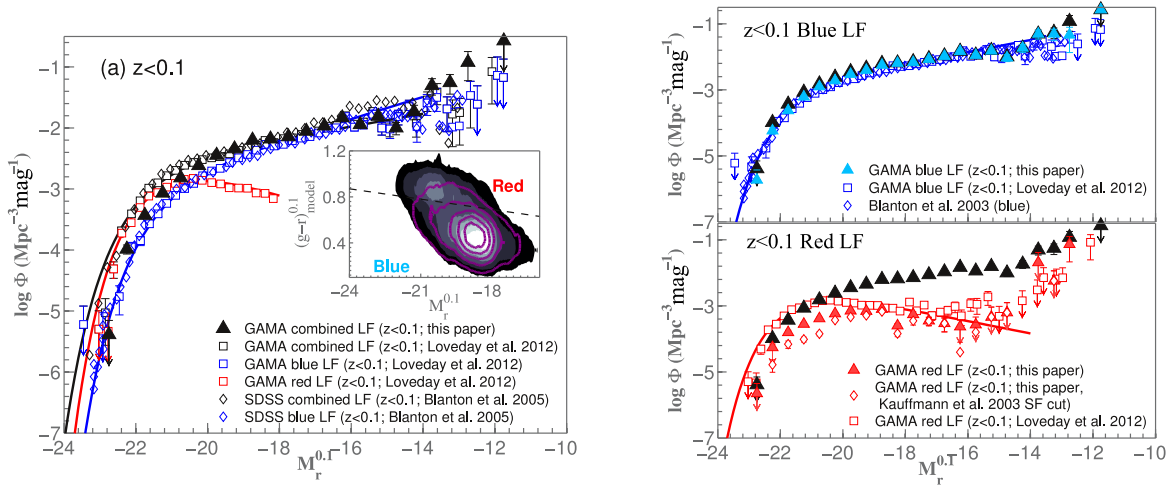 (a) z<0.1
log Φ (Mpc⁻³mag⁻¹)
-1
-2
-3
-4
-5
-6
-7
-24 -22 -20 -18 -16 -14 -12 -10
M_r^0.1
(g-r)^0.1_model
1.2
0.8
0.4
-24 -21 -18
M_r^0.1
Red
Blue
GAMA combined LF (z<0.1; this paper)
GAMA combined LF (z<0.1; Loveday et al. 2012)
GAMA blue LF (z<0.1; Loveday et al. 2012)
GAMA red LF (z<0.1; Loveday et al. 2012)
SDSS combined LF (z<0.1; Blanton et al. 2005)
SDSS blue LF (z<0.1; Blanton et al. 2005)
z<0.1 Blue LF
log Φ (Mpc⁻³mag⁻¹)
-1
-3
-5
-7
GAMA blue LF (z<0.1; this paper)
GAMA blue LF (z<0.1; Loveday et al. 2012)
Blanton et al. 2003 (blue)
z<0.1 Red LF
log Φ (Mpc⁻³mag⁻¹)
-1
-3
-5
-7
GAMA red LF (z<0.1; this paper)
GAMA red LF (z<0.1; this paper,
Kauffmann et al. 2003 SF cut)
GAMA red LF (z<0.1; Loveday et al. 2012)
-24 -22 -20 -18 -16 -14 -12 -10
M_r^0.1